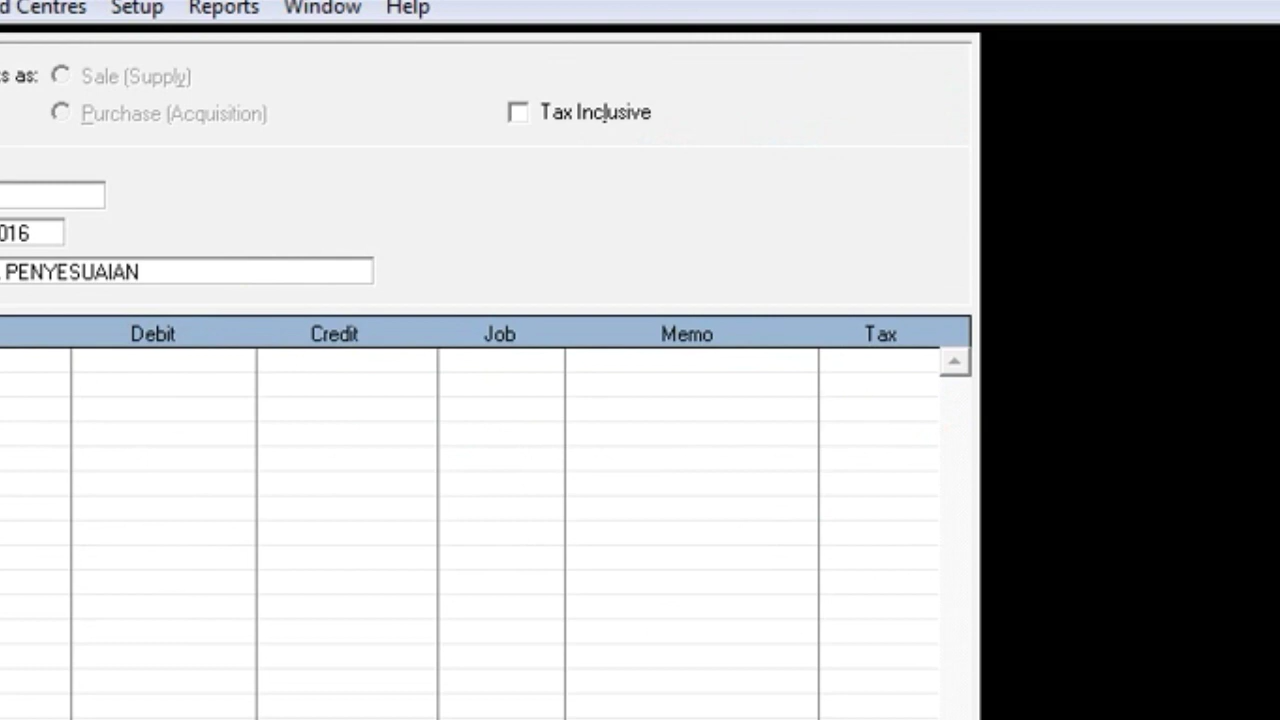 d Centres Setup Reports Window Help
s as: Sale (Supply)
Purchase (Acquisition) Tax Inclusive
016
PENYESUAIAN
Debit Credit Job Memo Tax